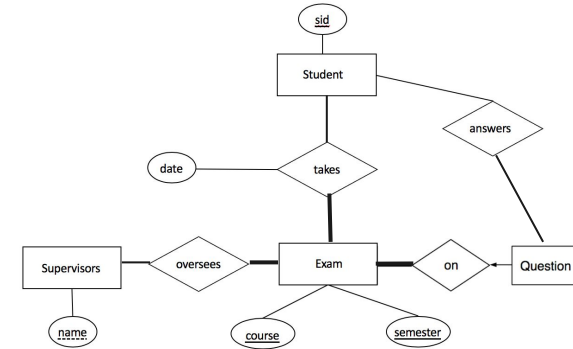 sid
Student
answers
date
takes
Supervisors
oversees
Exam
on
Question
name
course
semester